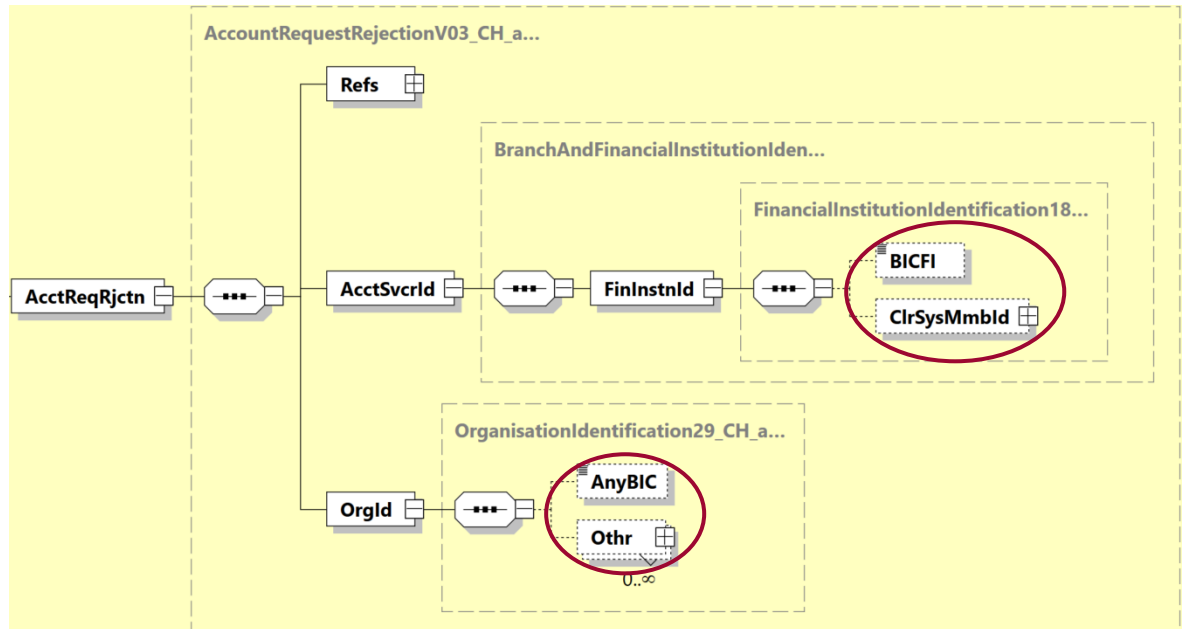 AccountRequestRejectionV03_CH_a...
Refs
BranchAndFinancialInstitutionIden...
FinancialInstitutionIdentification18...
BICFI
AcctReqRjctn
AcctSvcrId
FinInstnId
ClrSysMmbId
OrganisationIdentification29_CH_a...
AnyBIC
OrgId
Othr
0..∞